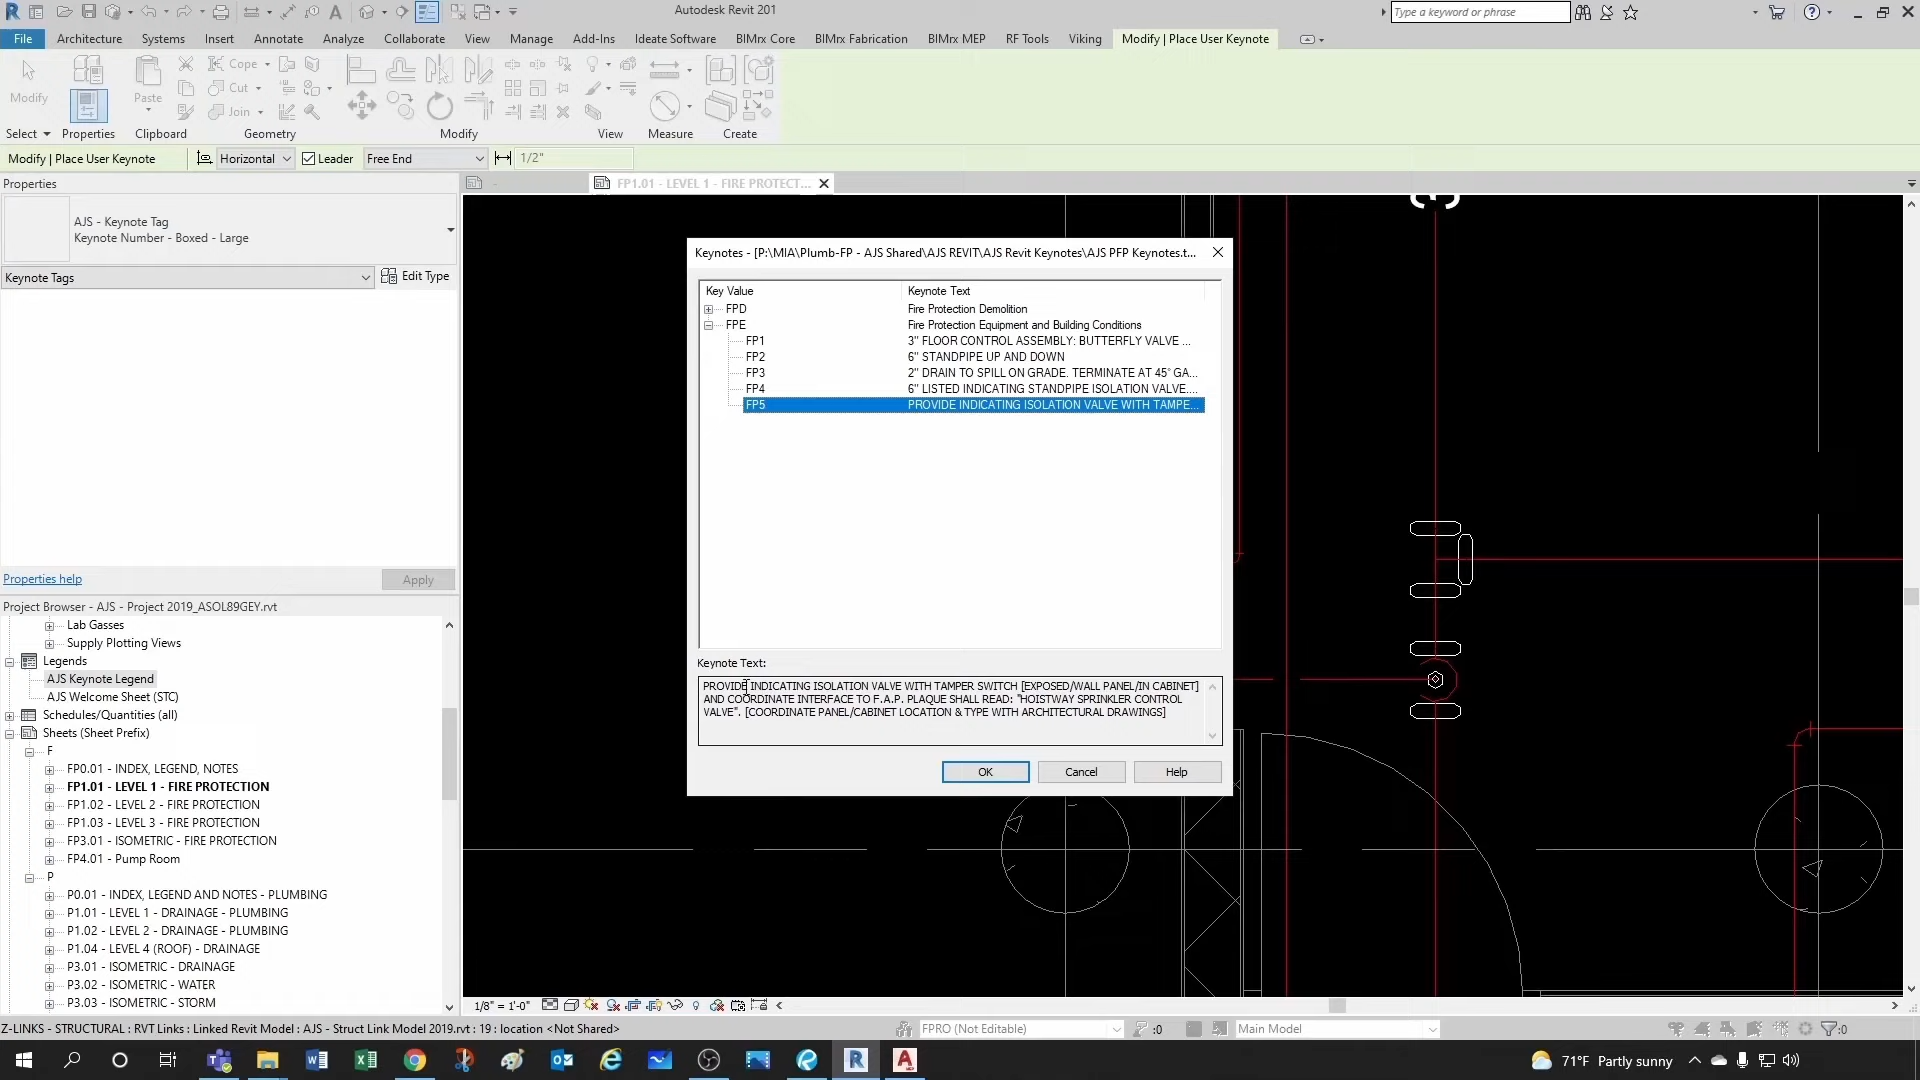 Autodesk Revit 201
Type a keyword or phrase
File Architecture Systems Insert Annotate Analyze Collaborate View Manage Add-Ins Ideate Software BIMrx Core BIMrx Fabrication BIMrx MEP RF Tools Viking Modify | Place User Keynote
Modify
Paste
Cope
Cut
Join
Select Properties Clipboard Geometry Modify View Measure Create
Modify | Place User Keynote Horizontal Leader Free End 1/2"
Properties
FP1.01 - LEVEL 1 - FIRE PROTECT...
AJS - Keynote Tag
Keynote Number - Boxed - Large
Keynote Tags Edit Type
Properties help Apply
Project Browser - AJS - Project 2019_ASOL89GEY.rvt
Lab Gasses
Supply Plotting Views
Legends
AJS Keynote Legend
AJS Welcome Sheet (STC)
Schedules/Quantities (all)
Sheets (Sheet Prefix)
F
FP0.01 - INDEX, LEGEND, NOTES
FP1.01 - LEVEL 1 - FIRE PROTECTION
FP1.02 - LEVEL 2 - FIRE PROTECTION
FP1.03 - LEVEL 3 - FIRE PROTECTION
FP3.01 - ISOMETRIC - FIRE PROTECTION
FP4.01 - Pump Room
P
P0.01 - INDEX, LEGEND AND NOTES - PLUMBING
P1.01 - LEVEL 1 - DRAINAGE - PLUMBING
P1.02 - LEVEL 2 - DRAINAGE - PLUMBING
P1.04 - LEVEL 4 (ROOF) - DRAINAGE
P3.01 - ISOMETRIC - DRAINAGE
P3.02 - ISOMETRIC - WATER
P3.03 - ISOMETRIC - STORM
Keynotes - [P:\MIA\Plumb-FP - AJS Shared\AJS REVIT\AJS Revit Keynotes\AJS PFP Keynotes.t...
Key Value Keynote Text
FPD Fire Protection Demolition
FPE Fire Protection Equipment and Building Conditions
FP1 3" FLOOR CONTROL ASSEMBLY: BUTTERFLY VALVE ...
FP2 6" STANDPIPE UP AND DOWN
FP3 2" DRAIN TO SPILL ON GRADE. TERMINATE AT 45° GA...
FP4 6" LISTED INDICATING STANDPIPE ISOLATION VALVE....
FP5 PROVIDE INDICATING ISOLATION VALVE WITH TAMPE...
Keynote Text:
PROVIDE INDICATING ISOLATION VALVE WITH TAMPER SWITCH [EXPOSED/WALL PANEL/IN CABINET]
AND COORDINATE INTERFACE TO F.A.P. PLAQUE SHALL READ: "HOISTWAY SPRINKLER CONTROL
VALVE". [COORDINATE PANEL/CABINET LOCATION & TYPE WITH ARCHITECTURAL DRAWINGS]
OK Cancel Help
1/8" = 1'-0"
Z-LINKS - STRUCTURAL : RVT Links : Linked Revit Model : AJS - Struct Link Model 2019.rvt : 19 : location <Not Shared> FPRO (Not Editable) :0 Main Model :0
71°F Partly sunny